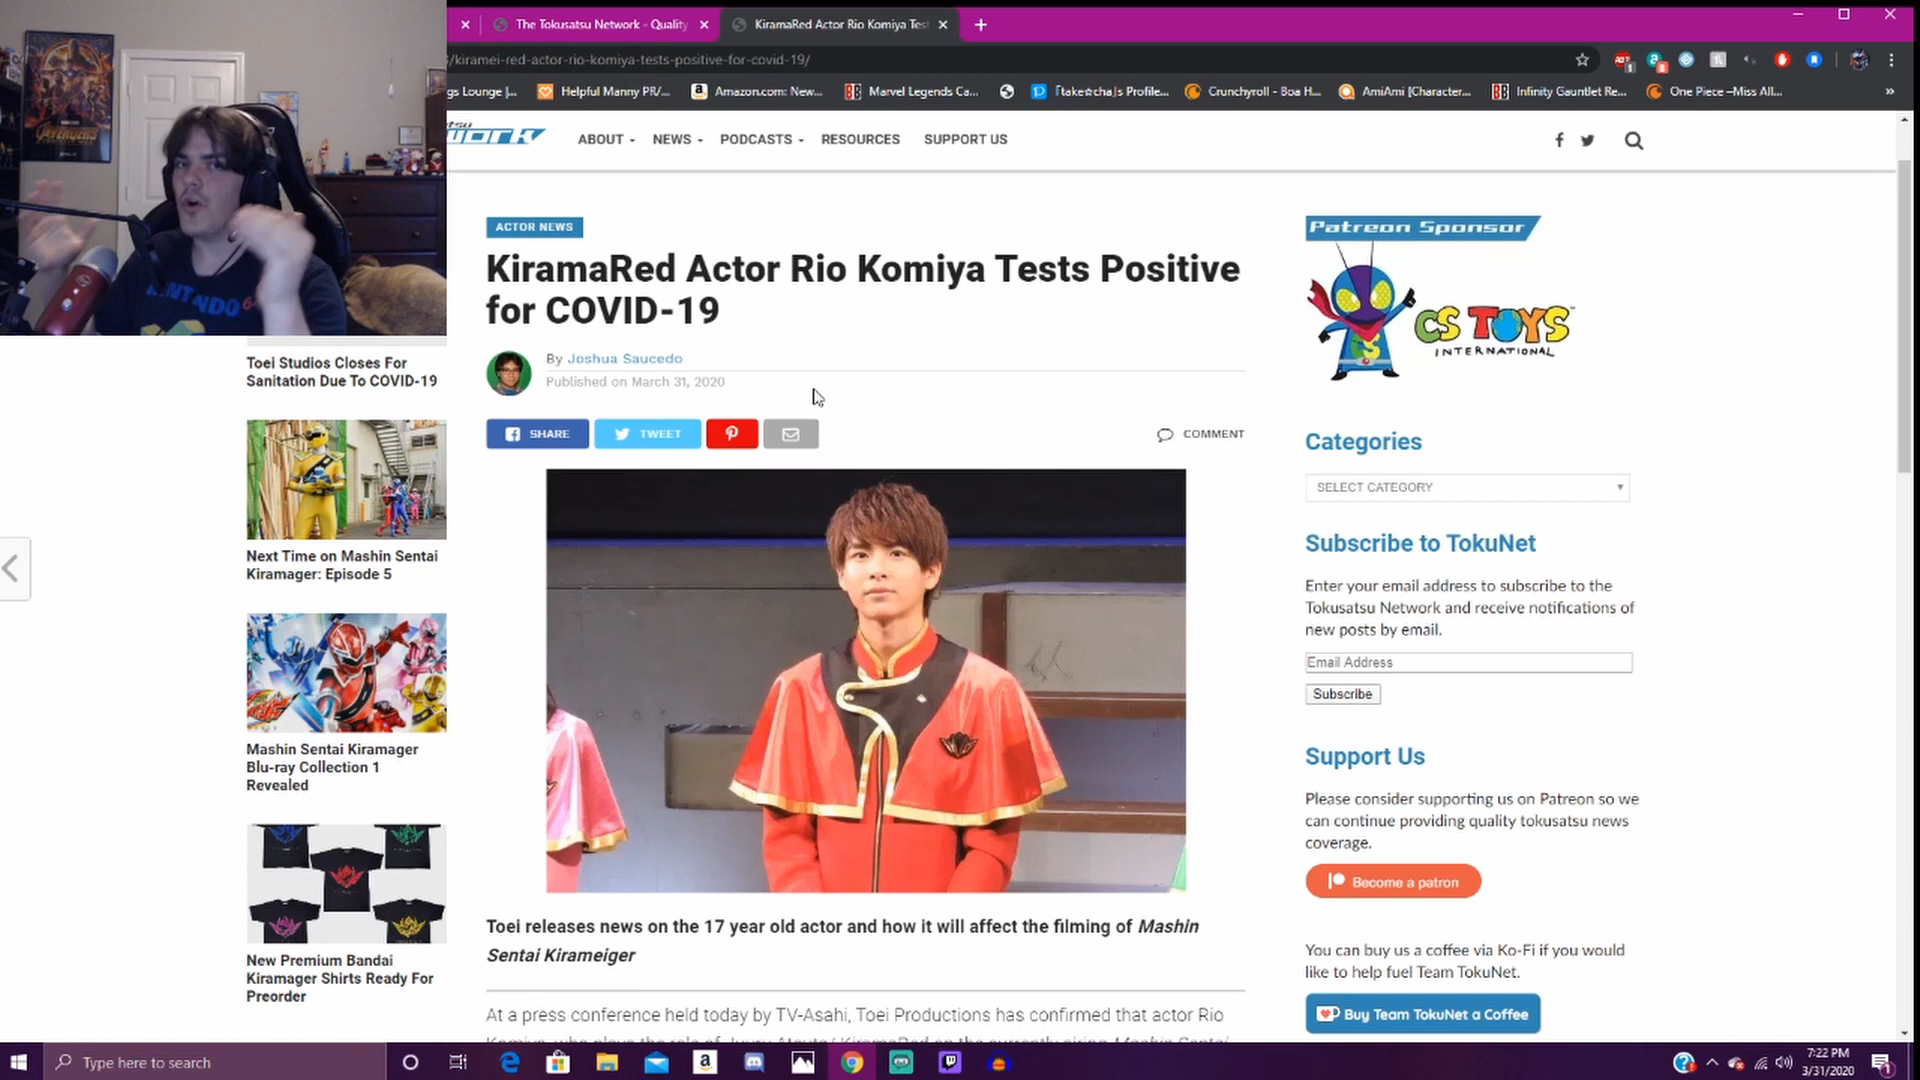 The Tokusatsu Network - Quality
KiramaRed Actor Rio Komiya Tes
/kiramei-red-actor-rio-komiya-tests-positive-for-covid-19/
gs Lounge |...
Helpful Manny PR/...
Amazon.com: New...
Marvel Legends Ca...
Crunchyroll - Boa H...
AmiAmi [Character...
Infinity Gauntlet Re...
One Piece –Miss Al...
ABOUT
NEWS
PODCASTS
RESOURCES
SUPPORT US
AVENGERS
NINTENDO 64
ACTOR NEWS
KiramaRed Actor Rio Komiya Tests Positive
for COVID-19
By Joshua Saucedo
Published on March 31, 2020
SHARE
TWEET
COMMENT
Toei Studios Closes For
Sanitation Due To COVID-19
Next Time on Mashin Sentai
Kiramager: Episode 5
Mashin Sentai Kiramager
Blu-ray Collection 1
Revealed
New Premium Bandai
Kiramager Shirts Ready For
Preorder
Toei releases news on the 17 year old actor and how it will affect the filming of Mashin
Sentai Kirameiger
At a press conference held today by TV-Asahi, Toei Productions has confirmed that actor Rio
Patreon Sponsor
CS TOYS
INTERNATIONAL
Categories
SELECT CATEGORY
Subscribe to TokuNet
Enter your email address to subscribe to the
Tokusatsu Network and receive notifications of
new posts by email.
Email Address
Subscribe
Support Us
Please consider supporting us on Patreon so we
can continue providing quality tokusatsu news
coverage.
Become a patron
You can buy us a coffee via Ko-Fi if you would
like to help fuel Team TokuNet.
Buy Team TokuNet a Coffee
Type here to search
7:22 PM
3/31/2020